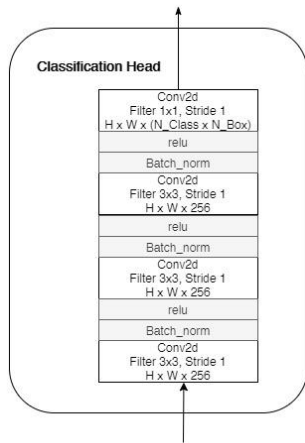 Classification Head
Conv2d
Filter 1x1, Stride 1
H x W x (N_Class x N_Box)
relu
Batch_norm
Conv2d
Filter 3x3, Stride 1
H x W x 256
relu
Batch_norm
Conv2d
Filter 3x3, Stride 1
H x W x 256
relu
Batch_norm
Conv2d
Filter 3x3, Stride 1
H x W x 256